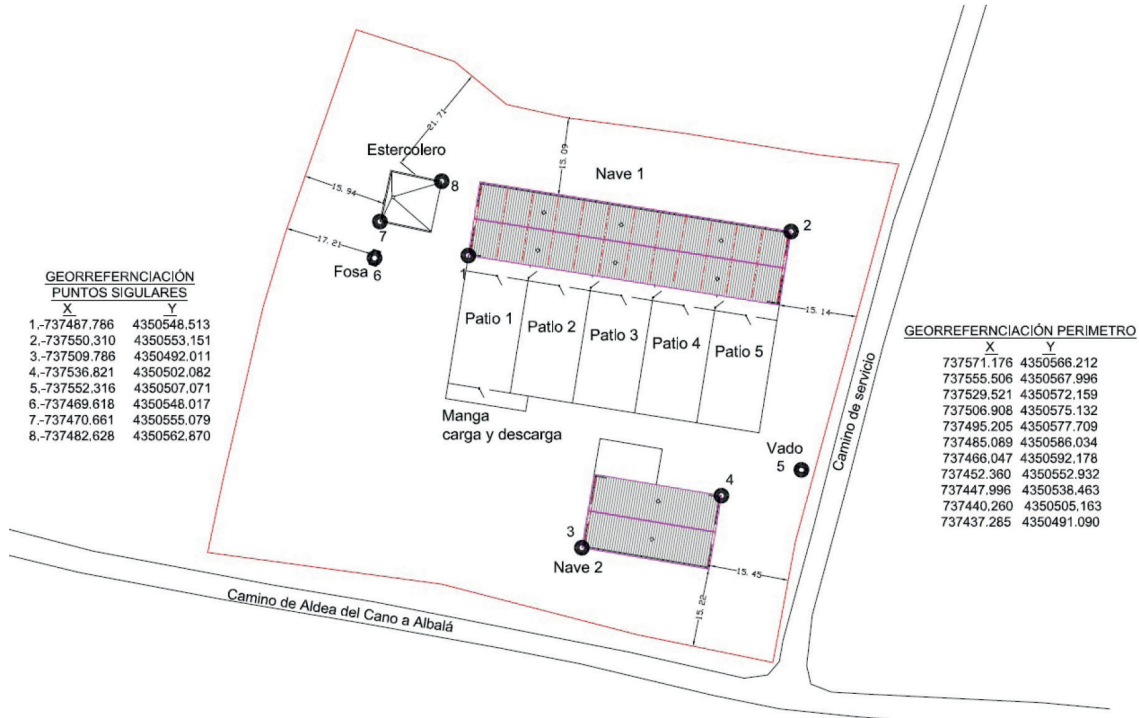 21.71
15.09
Estercolero
Nave 1
8
15.94
7
2
17.21
Fosa 6
1
15.14
Patio 1
Patio 2
Patio 3
Patio 4
Patio 5
Manga
carga y descarga
Vado
5
Camino de servicio
4
3
Nave 2
15.45
15.22
Camino de Aldea del Cano a Albalá
GEORREFERNCIACIÓN
PUNTOS SIGULARES
X Y
1.-737487.786 4350548.513
2.-737550.310 4350553.151
3.-737509.786 4350492.011
4.-737536.821 4350502.082
5.-737552.316 4350507.071
6.-737469.618 4350548.017
7.-737470.661 4350555.079
8.-737482.628 4350562.870
GEORREFERNCIACIÓN PERIMETRO
X Y
737571.176 4350566.212
737555.506 4350567.996
737529.521 4350572.159
737506.908 4350575.132
737495.205 4350577.709
737485.089 4350586.034
737466.047 4350592.178
737452.360 4350552.932
737447.996 4350538.463
737440.260 4350505.163
737437.285 4350491.090